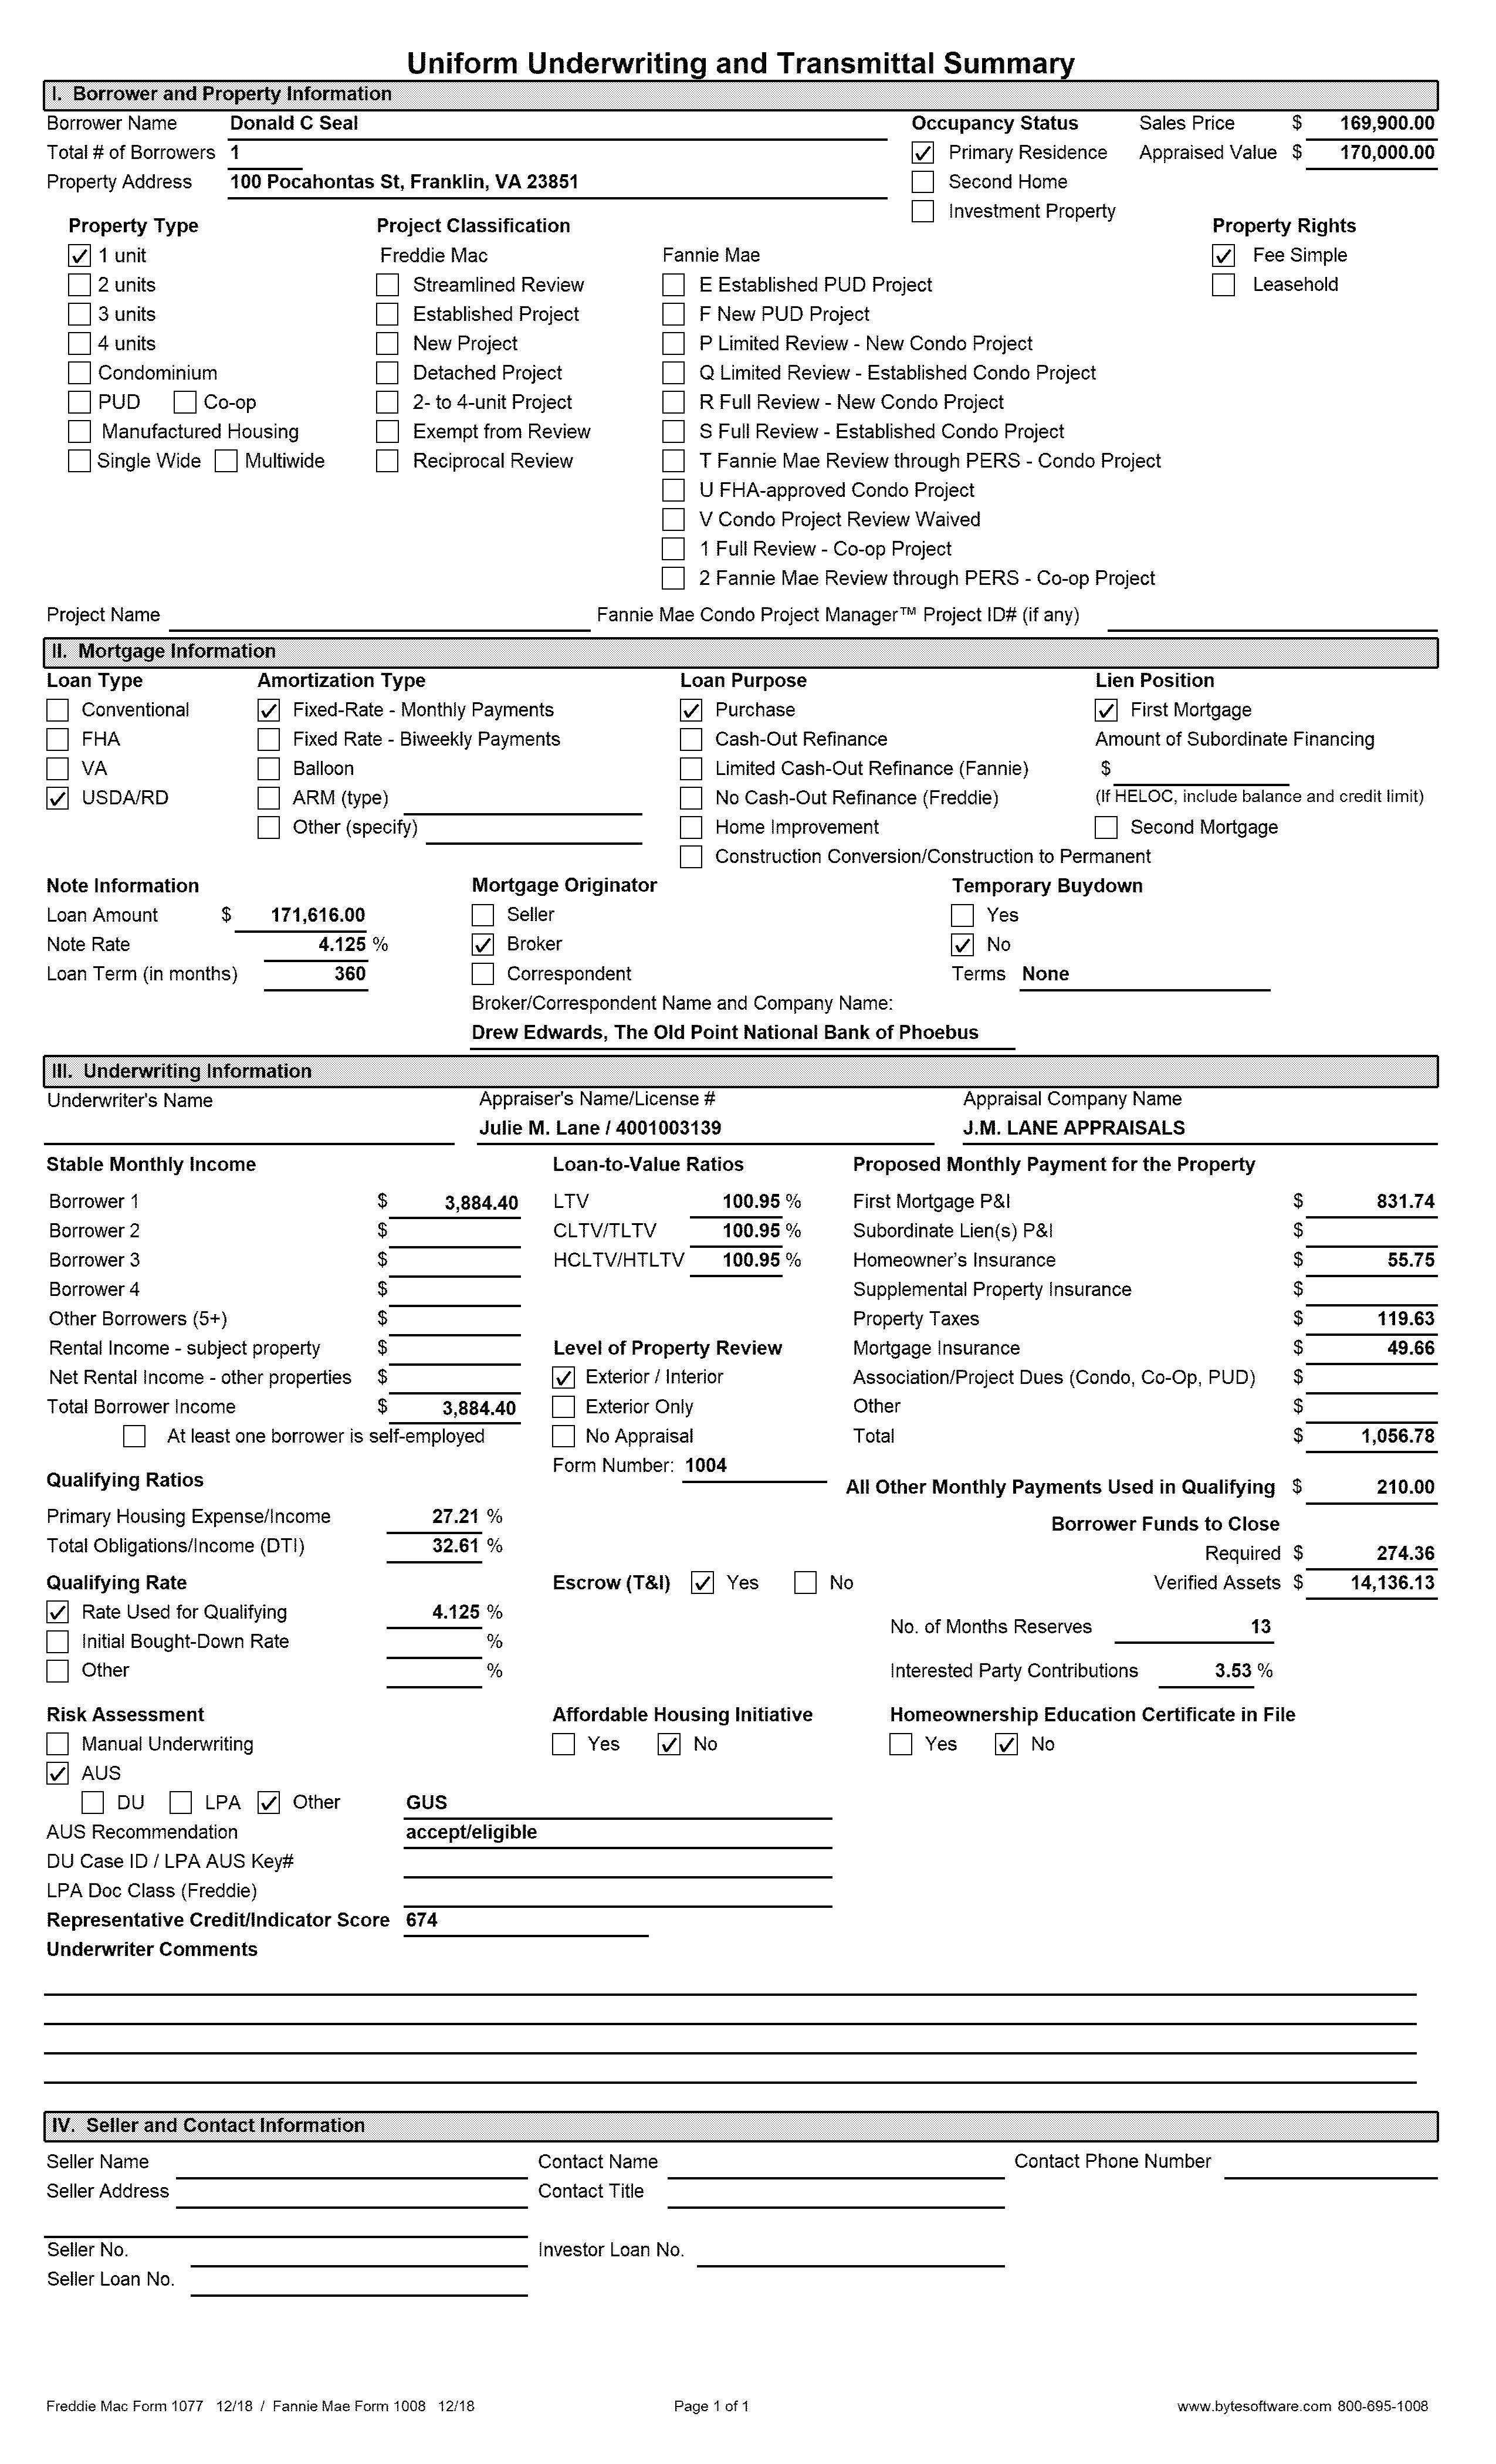 Uniform Underwriting and Transmittal Summary
I. Borrower and Property Information
Borrower Name Donald C Seal Occupancy Status Sales Price $ 169,900.00
Total # of Borrowers 1 Primary Residence Appraised Value $ 170,000.00
Property Address 100 Pocahontas St, Franklin, VA 23851 Second Home
Investment Property
Property Type Project Classification Property Rights
1 unit Freddie Mac Fannie Mae Fee Simple
2 units Streamlined Review E Established PUD Project Leasehold
3 units Established Project F New PUD Project
4 units New Project P Limited Review - New Condo Project
Condominium Detached Project Q Limited Review - Established Condo Project
PUD Co-op 2- to 4-unit Project R Full Review - New Condo Project
Manufactured Housing Exempt from Review S Full Review - Established Condo Project
Single Wide Multiwide Reciprocal Review T Fannie Mae Review through PERS - Condo Project
U FHA-approved Condo Project
V Condo Project Review Waived
1 Full Review - Co-op Project
2 Fannie Mae Review through PERS - Co-op Project
Project Name Fannie Mae Condo Project Manager™ Project ID# (if any)
II. Mortgage Information
Loan Type Amortization Type Loan Purpose Lien Position
Conventional Fixed-Rate - Monthly Payments Purchase First Mortgage
FHA Fixed Rate - Biweekly Payments Cash-Out Refinance Amount of Subordinate Financing
VA Balloon Limited Cash-Out Refinance (Fannie) $
USDA/RD ARM (type) No Cash-Out Refinance (Freddie) (If HELOC, include balance and credit limit)
Other (specify) Home Improvement Second Mortgage
Construction Conversion/Construction to Permanent
Note Information Mortgage Originator Temporary Buydown
Loan Amount $ 171,616.00 Seller Yes
Note Rate 4.125 % Broker No
Loan Term (in months) 360 Correspondent Terms None
Broker/Correspondent Name and Company Name:
Drew Edwards, The Old Point National Bank of Phoebus
III. Underwriting Information
Underwriter's Name Appraiser's Name/License # Appraisal Company Name
Julie M. Lane / 4001003139 J.M. LANE APPRAISALS
Stable Monthly Income Loan-to-Value Ratios Proposed Monthly Payment for the Property
Borrower 1 $ 3,884.40 LTV 100.95 % First Mortgage P&I $ 831.74
Borrower 2 $ CLTV/TLTV 100.95 % Subordinate Lien(s) P&I $
Borrower 3 $ HCLTV/HTLTV 100.95 % Homeowner's Insurance $ 55.75
Borrower 4 $ Supplemental Property Insurance $
Other Borrowers (5+) $ Property Taxes $ 119.63
Rental Income - subject property $ Level of Property Review Mortgage Insurance $ 49.66
Net Rental Income - other properties $ Exterior / Interior Association/Project Dues (Condo, Co-Op, PUD) $
Total Borrower Income $ 3,884.40 Exterior Only Other $
At least one borrower is self-employed No Appraisal Total $ 1,056.78
Form Number: 1004
Qualifying Ratios All Other Monthly Payments Used in Qualifying $ 210.00
Primary Housing Expense/Income 27.21 % Borrower Funds to Close
Total Obligations/Income (DTI) 32.61 % Required $ 274.36
Qualifying Rate Escrow (T&I) Yes No Verified Assets $ 14,136.13
Rate Used for Qualifying 4.125 %
No. of Months Reserves 13
Initial Bought-Down Rate %
Other % Interested Party Contributions 3.53 %
Risk Assessment Affordable Housing Initiative Homeownership Education Certificate in File
Manual Underwriting Yes No Yes No
AUS
DU LPA Other GUS
AUS Recommendation accept/eligible
DU Case ID / LPA AUS Key#
LPA Doc Class (Freddie)
Representative Credit/Indicator Score 674
Underwriter Comments
IV. Seller and Contact Information
Seller Name Contact Name Contact Phone Number
Seller Address Contact Title
Seller No. Investor Loan No.
Seller Loan No.
Freddie Mac Form 1077 12/18 / Fannie Mae Form 1008 12/18 Page 1 of 1 www.bytesoftware.com 800-695-1008